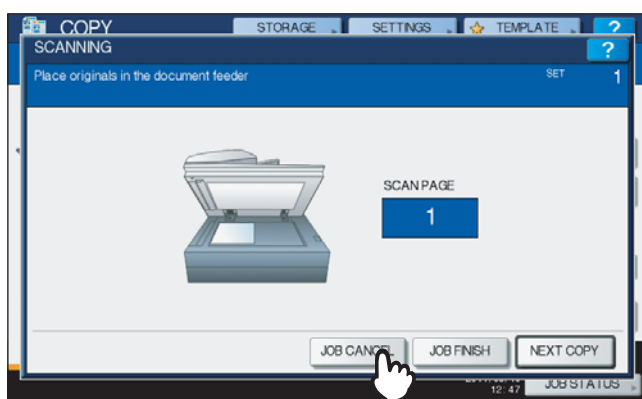 COPY STORAGE SETTINGS TEMPLATE ?
SCANNING ?
Place originals in the document feeder SET 1
SCAN PAGE
1
JOB CANCEL JOB FINISH NEXT COPY
12:47 JOB STATUS